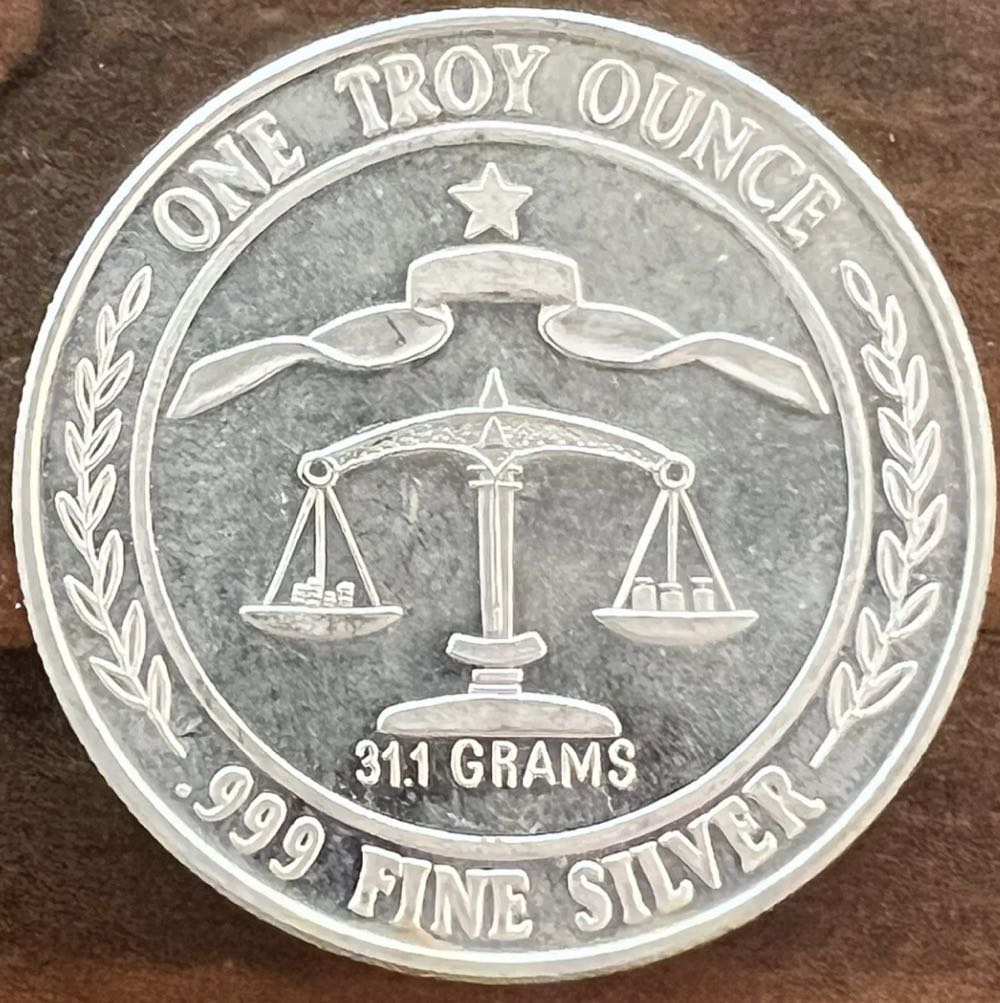 ONE TROY OUNCE
31.1 GRAMS
.999 FINE SILVER